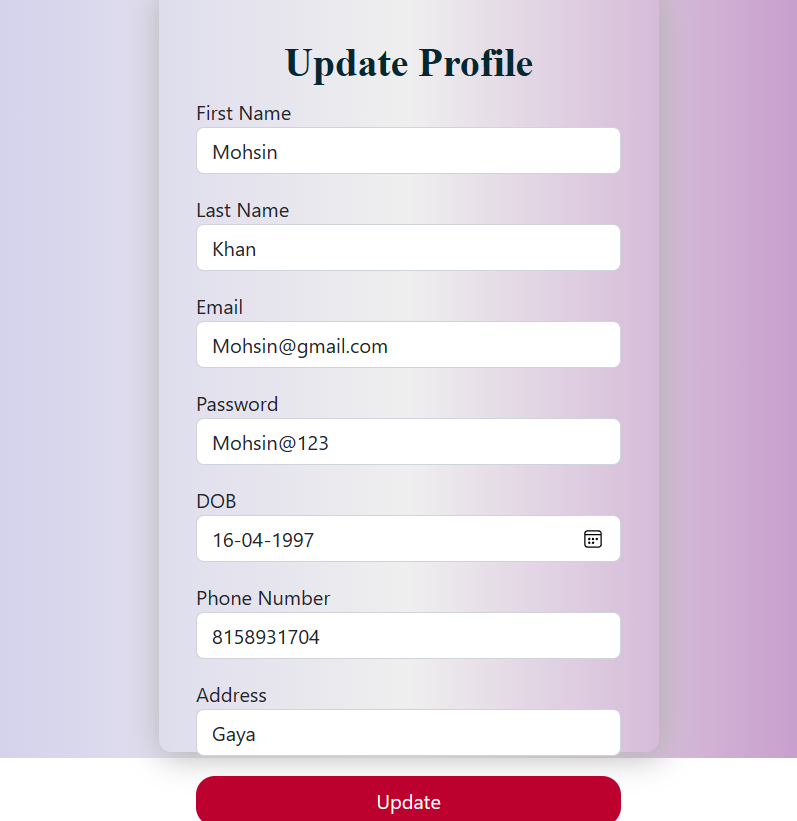 Update Profile
First Name
Mohsin
Last Name
Khan
Email
Mohsin@gmail.com
Password
Mohsin@123
DOB
16-04-1997
Phone Number
8158931704
Address
Gaya
Update